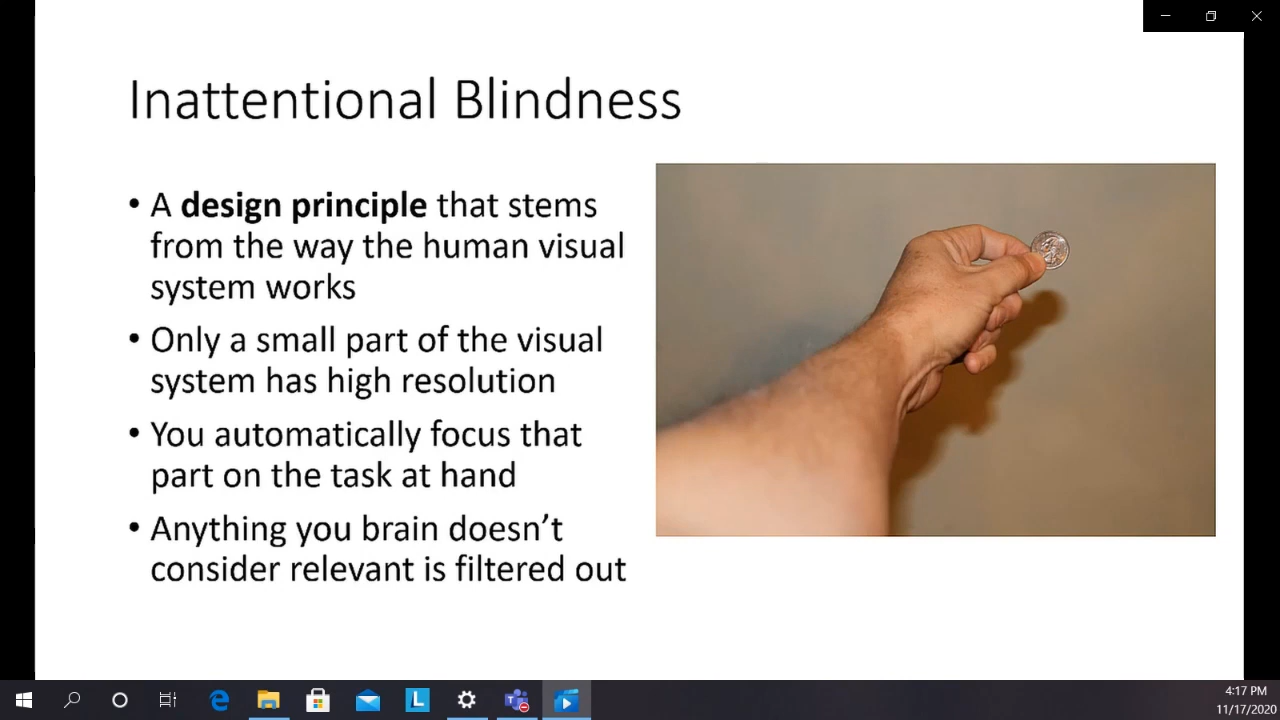 Inattentional Blindness
• A design principle that stems
from the way the human visual
system works
• Only a small part of the visual
system has high resolution
• You automatically focus that
part on the task at hand
• Anything you brain doesn't
consider relevant is filtered out
L
T
4:17 PM
11/17/2020